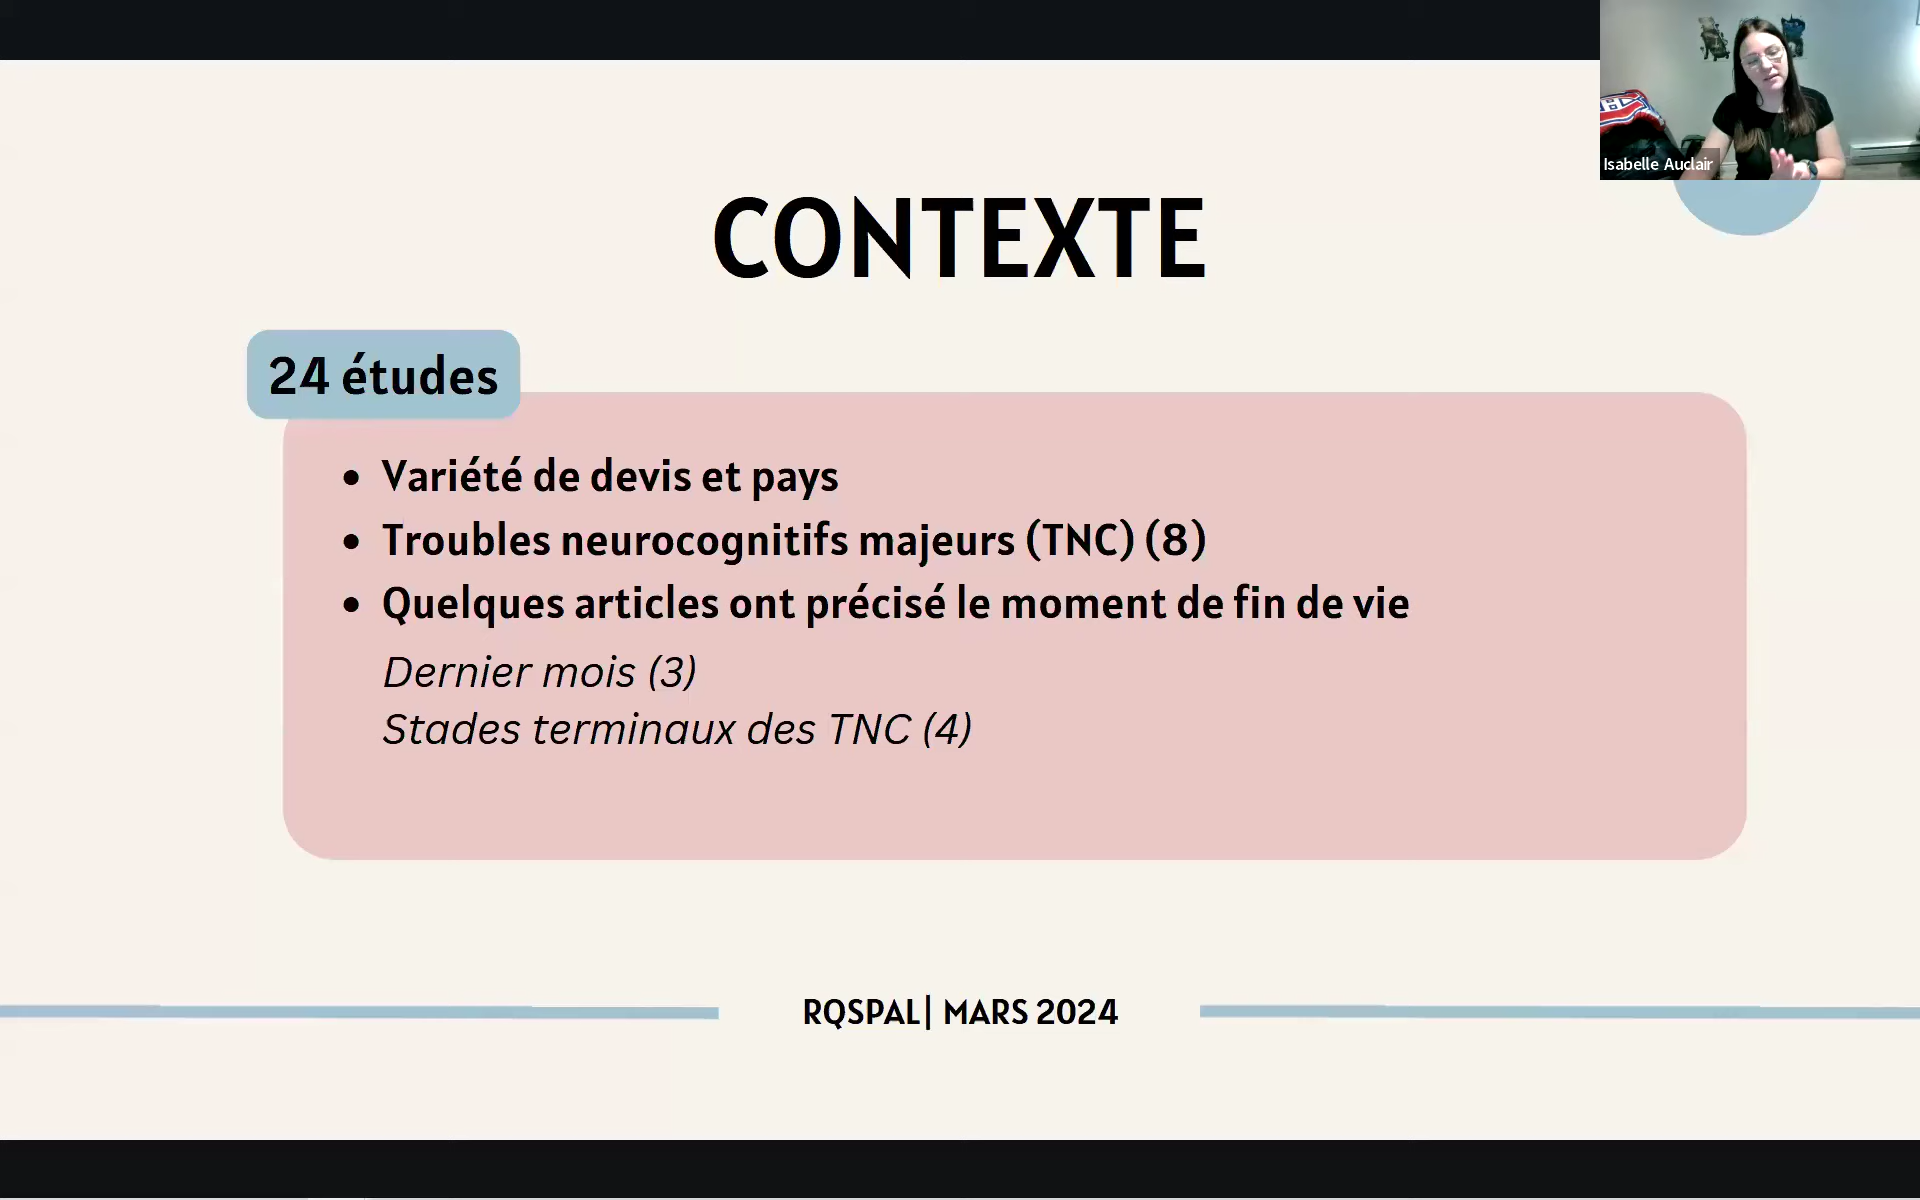 Isabelle Auclair
CONTEXTE
24 études
• Variété de devis et pays
• Troubles neurocognitifs majeurs (TNC) (8)
• Quelques articles ont précisé le moment de fin de vie
Dernier mois (3)
Stades terminaux des TNC (4)
RQSPAL| MARS 2024